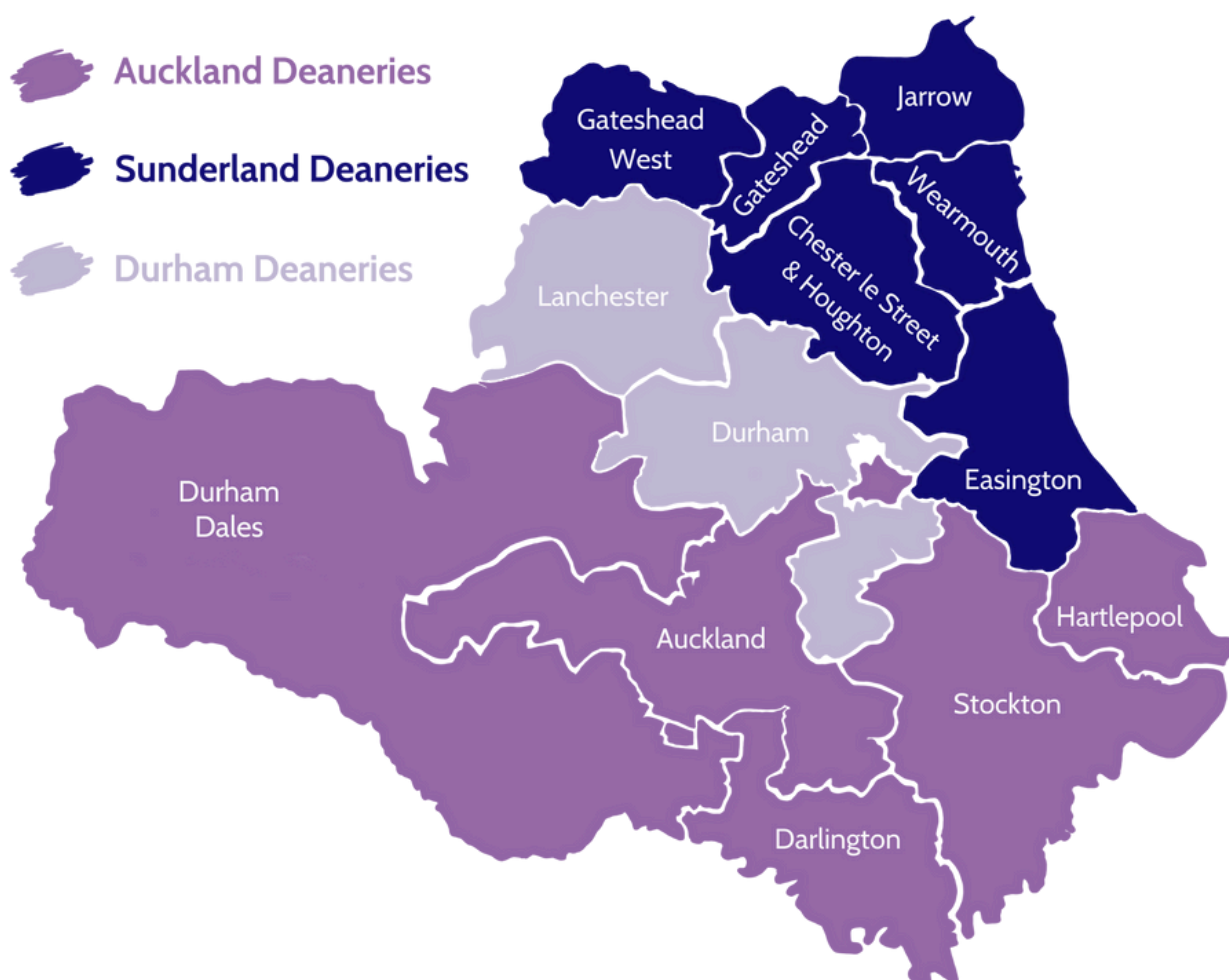 Auckland Deaneries
Sunderland Deaneries
Durham Deaneries
Jarrow
Gateshead
West
Gateshead
Wearmouth
Chester le Street
& Houghton
Lanchester
Durham
Easington
Durham
Dales
Hartlepool
Auckland
Stockton
Darlington